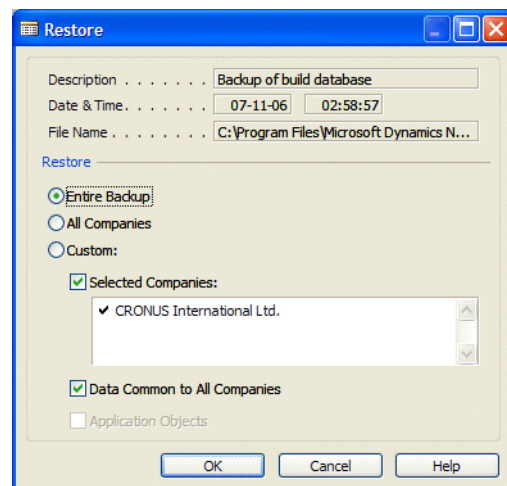 Restore
Description . . . . . . . Backup of build database
Date & Time. . . . . . . 07-11-06 02:58:57
File Name . . . . . . . . C:\Program Files\Microsoft Dynamics N...
Restore
Entire Backup
All Companies
Custom:
Selected Companies:
CRONUS International Ltd.
Data Common to All Companies
Application Objects
OK Cancel Help